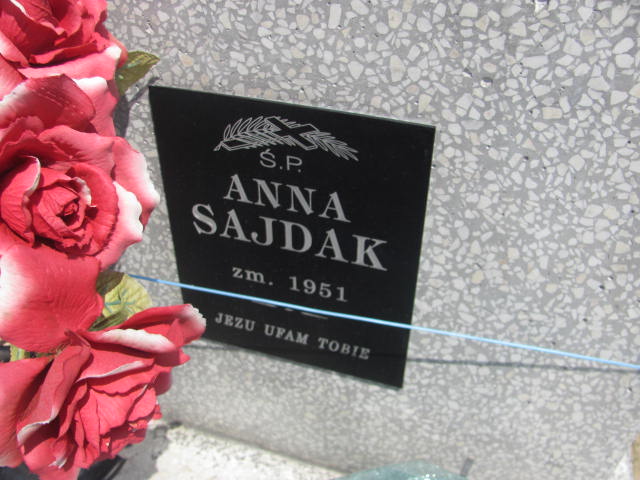 Ś.P.
ANNA
SAJDAK
zm. 1951
JEZU UFAM TOBIE